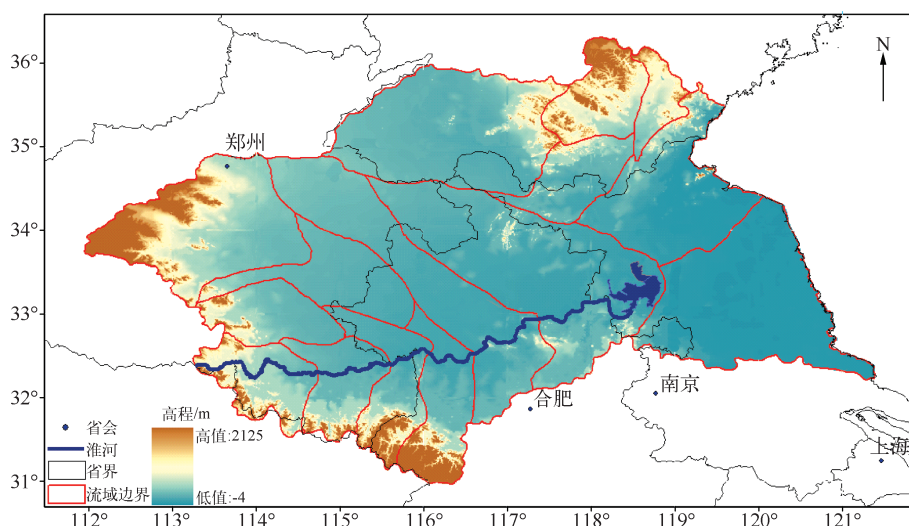 36°
N
35°
郑州
34°
33°
32°
合肥
南京
上海
31°
省会
淮河
省界
流域边界
高程/m
高值:2125
低值:-4
112°
113°
114°
115°
116°
117°
118°
119°
120°
121°